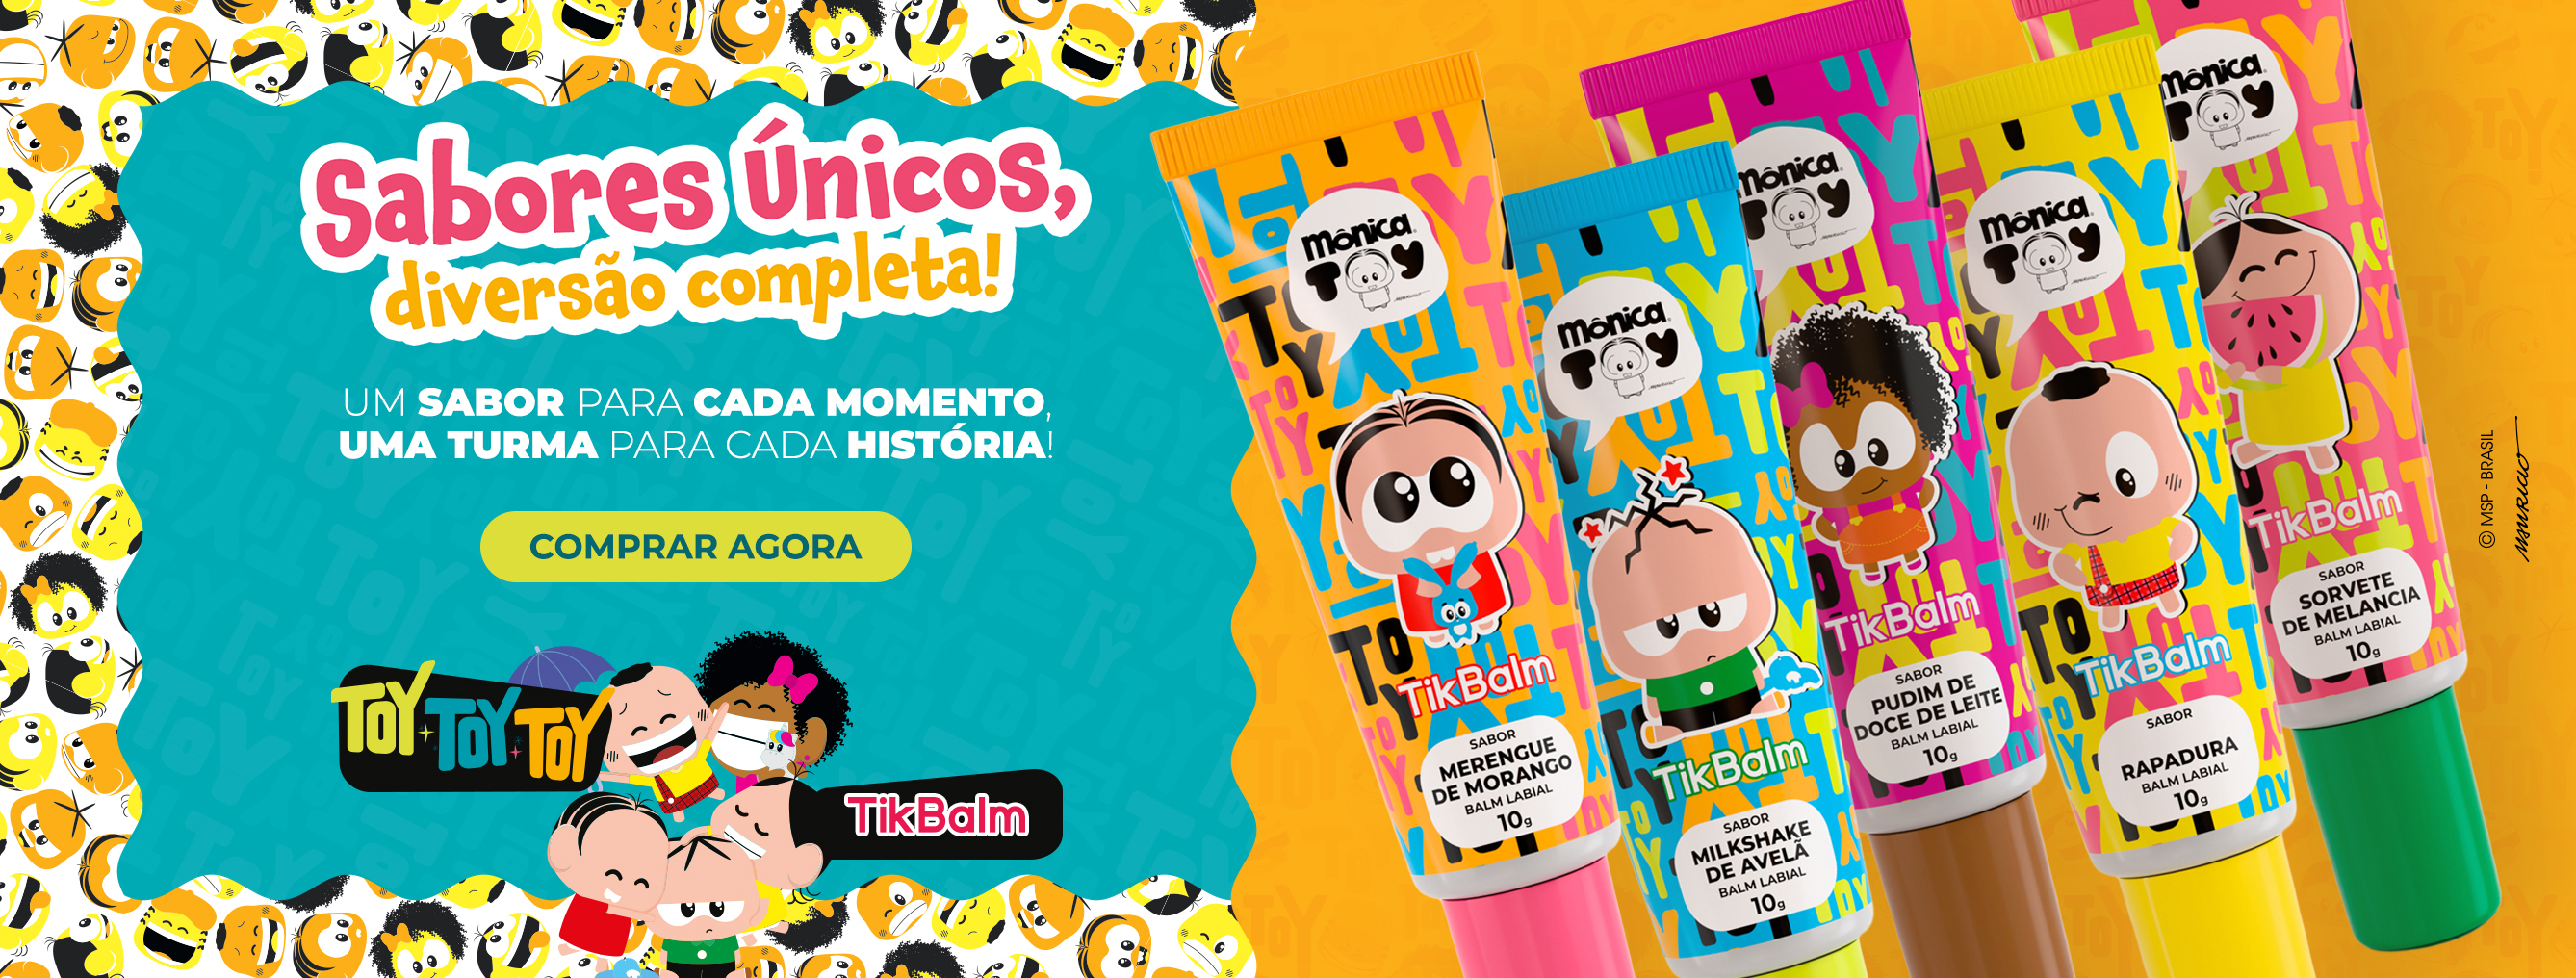 Sabores Únicos,
diversão completa!
UM SABOR PARA CADA MOMENTO,
UMA TURMA PARA CADA HISTÓRIA!
COMPRAR AGORA
TOY TOY TOY
TikBalm
Mônica
TOY
TikBalm
SABOR
MERENGUE
DE MORANGO
BALM LABIAL
10g
Mônica
TOY
TikBalm
SABOR
MILKSHAKE
DE AVELÃ
BALM LABIAL
10g
Mônica
TOY
TikBalm
SABOR
PUDIM DE
DOCE DE LEITE
BALM LABIAL
10g
Mônica
TOY
TikBalm
SABOR
RAPADURA
BALM LABIAL
10g
Mônica
TOY
TikBalm
SABOR
SORVETE
DE MELANCIA
BALM LABIAL
10g
© MSP - BRASIL
MAURICIO